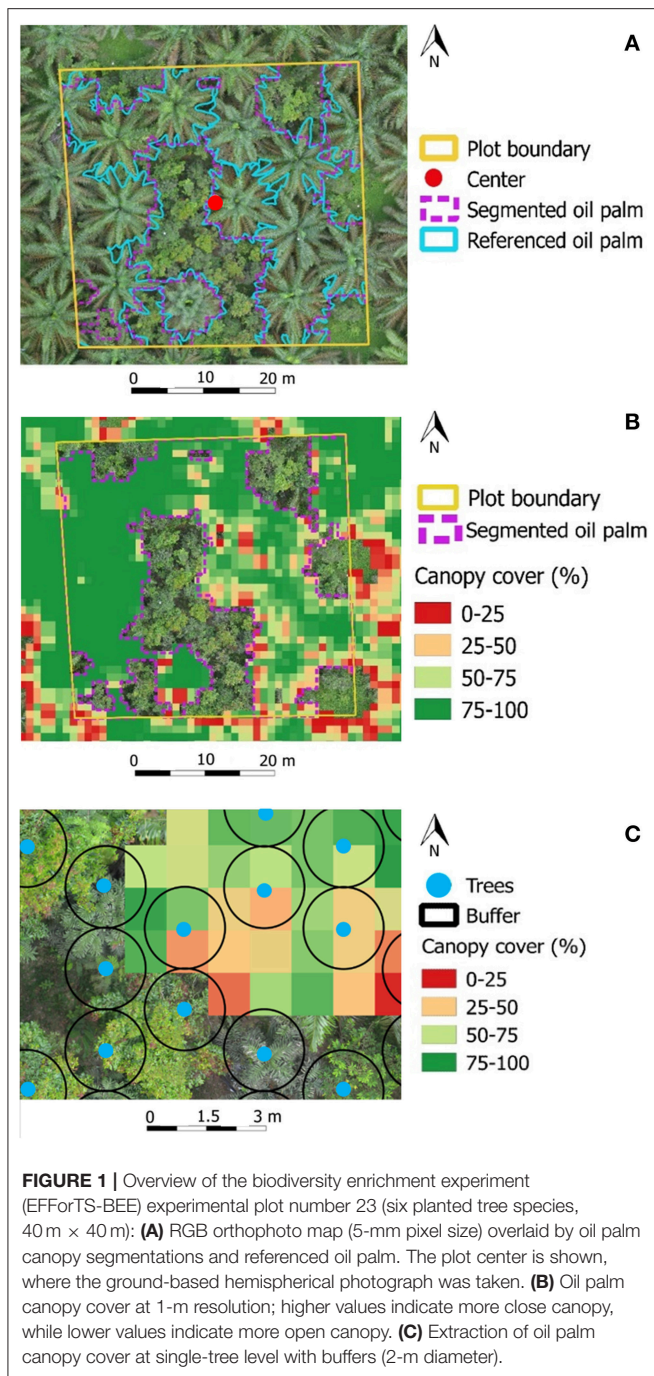 A
N
Plot boundary
Center
Segmented oil palm
Referenced oil palm
0 10 20 m
B
N
Plot boundary
Segmented oil palm
Canopy cover (%)
0-25
25-50
50-75
75-100
0 10 20 m
C
N
Trees
Buffer
Canopy cover (%)
0-25
25-50
50-75
75-100
0 1.5 3 m
FIGURE 1 | Overview of the biodiversity enrichment experiment
(EFForTS-BEE) experimental plot number 23 (six planted tree species,
40 m × 40 m): (A) RGB orthophoto map (5-mm pixel size) overlaid by oil palm
canopy segmentations and referenced oil palm. The plot center is shown,
where the ground-based hemispherical photograph was taken. (B) Oil palm
canopy cover at 1-m resolution; higher values indicate more close canopy,
while lower values indicate more open canopy. (C) Extraction of oil palm
canopy cover at single-tree level with buffers (2-m diameter).